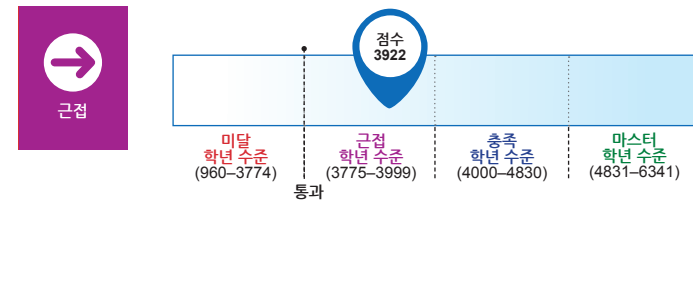 근접
점수
3922
미달
학년 수준
(960–3774)
근접
학년 수준
(3775–3999)
충족
학년 수준
(4000–4830)
마스터
학년 수준
(4831–6341)
통과